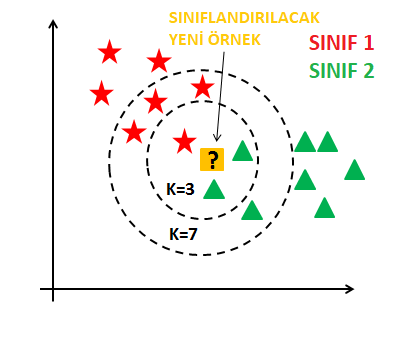 SINIFLANDIRILACAK
YENİ ÖRNEK
SINIF 1
SINIF 2
?
K=3
K=7